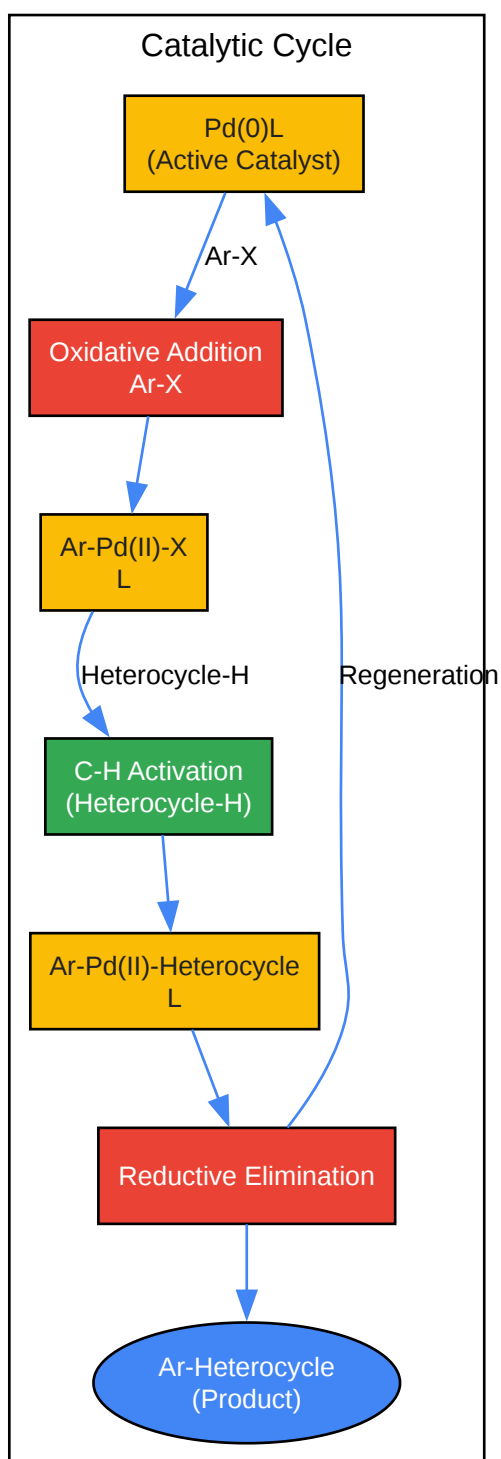 Catalytic Cycle
Pd(0)L
(Active Catalyst)
Ar-X
Oxidative Addition
Ar-X
Ar-Pd(II)-X
L
Heterocycle-H
Regeneration
C-H Activation
(Heterocycle-H)
Ar-Pd(II)-Heterocycle
L
Reductive Elimination
Ar-Heterocycle
(Product)